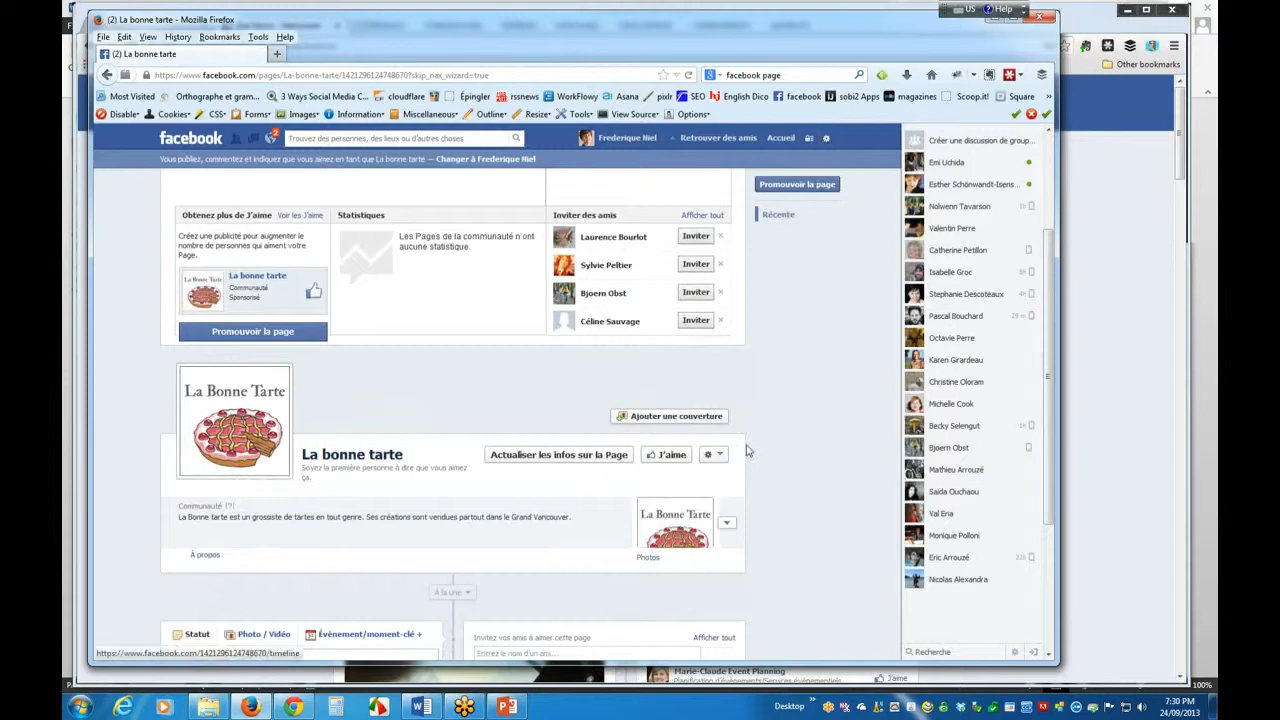 US Help
(2) La bonne tarte - Mozilla Firefox
File Edit View History Bookmarks Tools Help
(2) La bonne tarte +
https://www.facebook.com/pages/La-bonne-tarte/1421296124748670?skip_nax_wizard=true
facebook page
Other bookmarks
Most Visited Orthographe et gram... 3 Ways Social Media C... cloudflare Épingler rssnews WorkFlowy Asana pixlr SEO English Dico facebook sobi2 Apps magazines Scoop.it! Square
Disable Cookies CSS Forms Images Information Miscellaneous Outline Resize Tools View Source Options
facebook 2 Trouvez des personnes, des lieux ou d'autres choses Frederique Niel Retrouver des amis Accueil
Vous publiez, commentez et indiquez que vous aimez en tant que La bonne tarte — Changer à Frederique Niel
Promouvoir la page
Récente
Obtenez plus de J'aime Voir les J'aime
Créez une publicité pour augmenter le
nombre de personnes qui aiment votre
Page.
La bonne tarte
Communauté
Sponsorisé
Promouvoir la page
Statistiques
Les Pages de la communauté n'ont
aucune statistique.
Inviter des amis Afficher tout
Laurence Bourlot Inviter ×
Sylvie Peltier Inviter ×
Bjoern Obst Inviter ×
Céline Sauvage Inviter ×
La Bonne Tarte
Ajouter une couverture
La bonne tarte
Soyez la première personne à dire que vous aimez
ça.
Actualiser les infos sur la Page J'aime
Communauté [?]
La Bonne tarte est un grossiste de tartes en tout genre. Ses créations sont vendues partout dans le Grand Vancouver.
À propos
La Bonne Tarte
Photos
À la une
Statut Photo / Vidéo Évènement/moment-clé +
Invitez vos amis à aimer cette page Afficher tout
Entrez le nom d'un ami...
https://www.facebook.com/1421296124748670/timeline
Créer une discussion de group...
Emi Uchida
Esther Schönwandt-Isens...
Nolwenn Tavarson 1h
Valentin Perre
Catherine Petillon
Isabelle Groc
Stephanie Descoteaux
Pascal Bouchard
Octavie Perre
Karen Girardeau
Christine Oloram
Michelle Cook
Becky Selengut
Bjoern Obst
Mathieu Arrouzé
Saida Ouchaou
Val Eria
Monique Polloni
Eric Arrouzé
Nicolas Alexandra
Recherche
Marie-Claude Event Planning
Planification d'évènements/Services évènementiels
J'aime
100%
Desktop
7:30 PM
24/09/2013